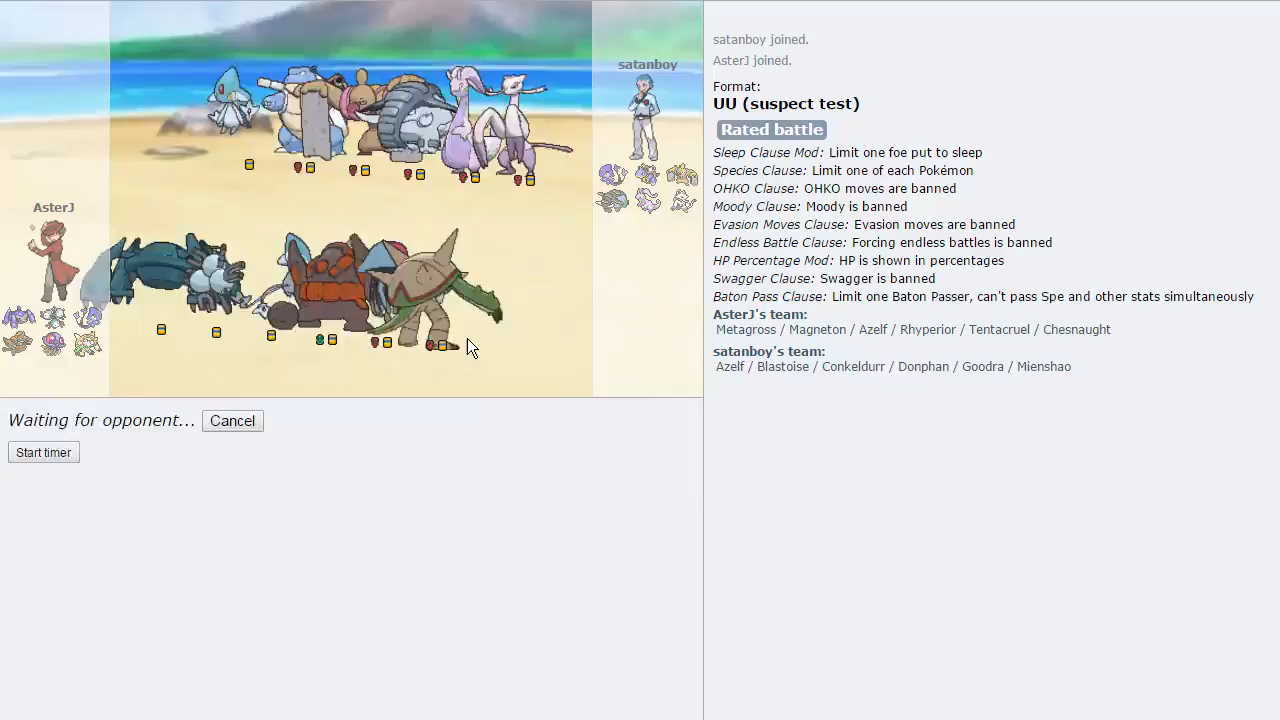 satanboy
AsterJ
Waiting for opponent... Cancel
Start timer
satanboy joined.
AsterJ joined.
Format:
UU (suspect test)
Rated battle
Sleep Clause Mod: Limit one foe put to sleep
Species Clause: Limit one of each Pokémon
OHKO Clause: OHKO moves are banned
Moody Clause: Moody is banned
Evasion Moves Clause: Evasion moves are banned
Endless Battle Clause: Forcing endless battles is banned
HP Percentage Mod: HP is shown in percentages
Swagger Clause: Swagger is banned
Baton Pass Clause: Limit one Baton Passer, can't pass Spe and other stats simultaneously
AsterJ's team:
Metagross / Magneton / Azelf / Rhyperior / Tentacruel / Chesnaught
satanboy's team:
Azelf / Blastoise / Conkeldurr / Donphan / Goodra / Mienshao